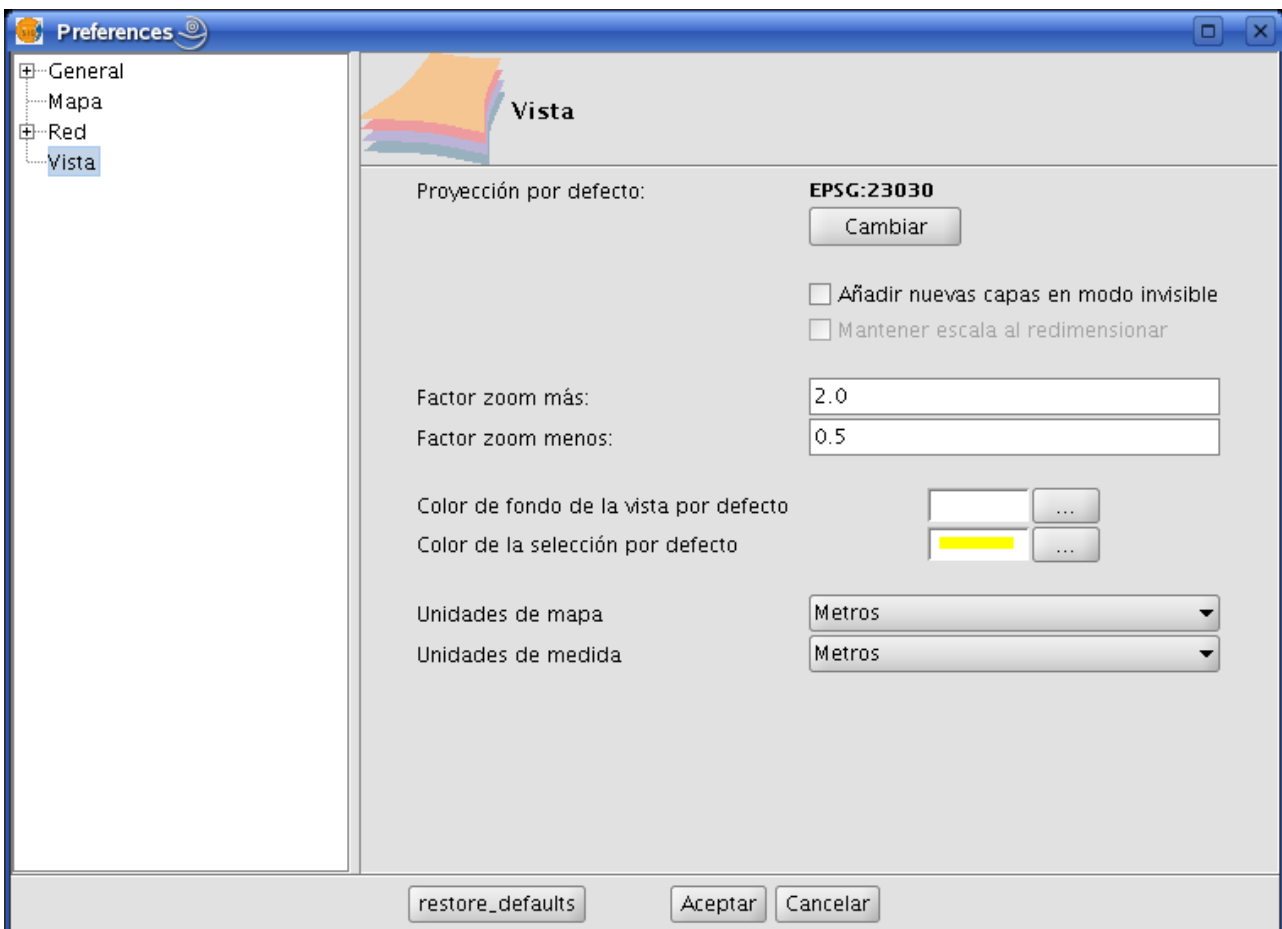 Preferences
General
Mapa
Red
Vista
Vista
Proyección por defecto:
EPSG:23030
Cambiar
Añadir nuevas capas en modo invisible
Mantener escala al redimensionar
Factor zoom más:
2.0
Factor zoom menos:
0.5
Color de fondo de la vista por defecto
...
Color de la selección por defecto
...
Unidades de mapa
Metros
Unidades de medida
Metros
restore_defaults
Aceptar
Cancelar